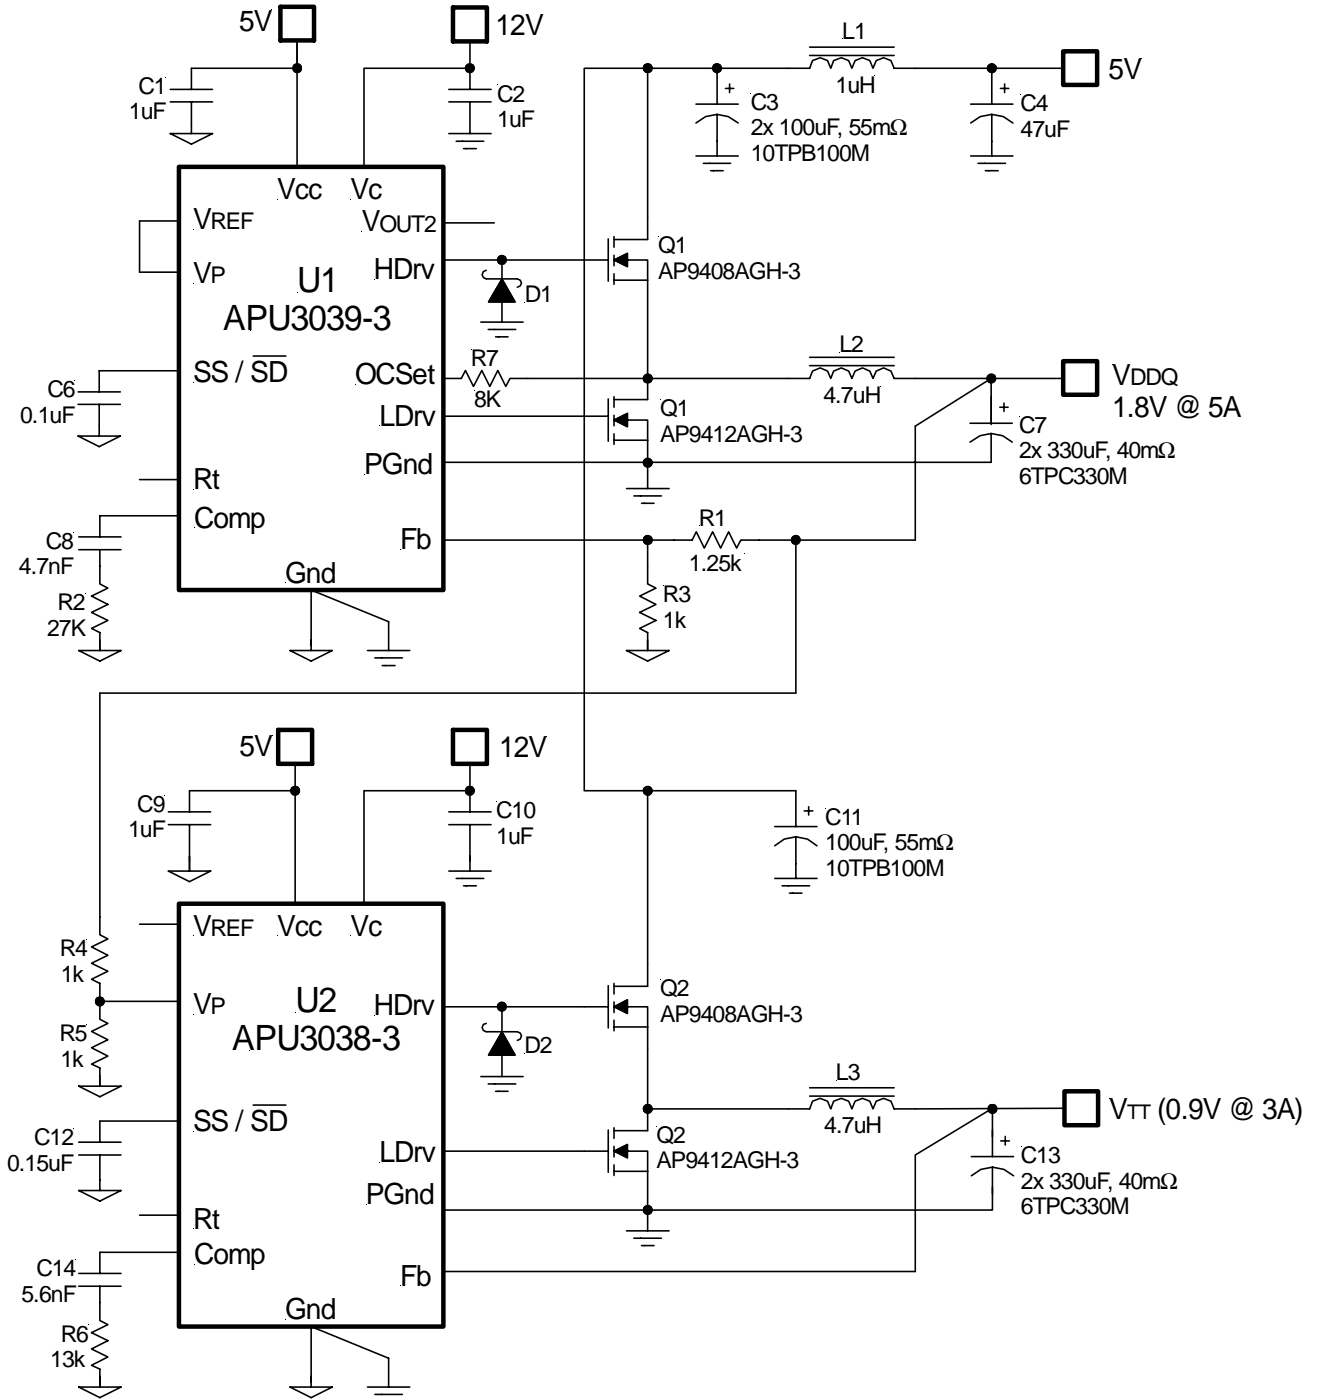 5V
12V
C1
1uF
C2
1uF
L1
1uH
5V
+
C3
2x 100uF, 55mΩ
10TPB100M
+
C4
47uF
Vcc
Vc
VREF
VOUT2
VP
HDrv
U1
APU3039-3
D1
Q1
AP9408AGH-3
SS / SD
OCSet
R7
8K
L2
4.7uH
VDDQ
1.8V @ 5A
C6
0.1uF
LDrv
Q1
AP9412AGH-3
+
C7
2x 330uF, 40mΩ
6TPC330M
PGnd
Rt
Comp
Fb
R1
1.25k
C8
4.7nF
Gnd
R2
27K
R3
1k
5V
12V
C9
1uF
C10
1uF
+
C11
100uF, 55mΩ
10TPB100M
VREF
Vcc
Vc
R4
1k
VP
HDrv
U2
APU3038-3
Q2
AP9408AGH-3
R5
1k
D2
L3
4.7uH
VTT (0.9V @ 3A)
SS / SD
C12
0.15uF
LDrv
Q2
AP9412AGH-3
+
C13
2x 330uF, 40mΩ
6TPC330M
PGnd
Rt
Comp
Fb
C14
5.6nF
Gnd
R6
13k